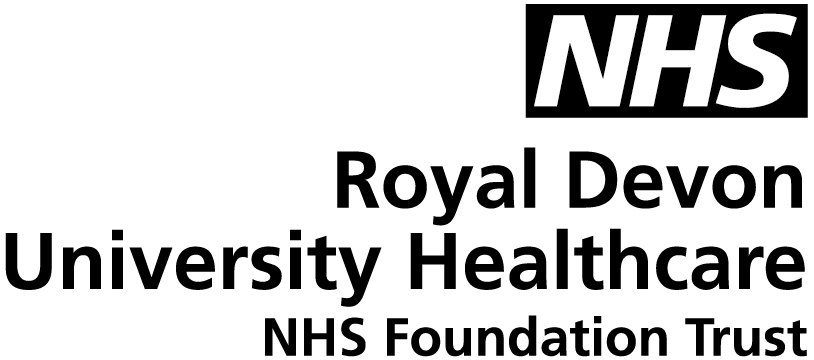 NHS
Royal Devon
University Healthcare
NHS Foundation Trust